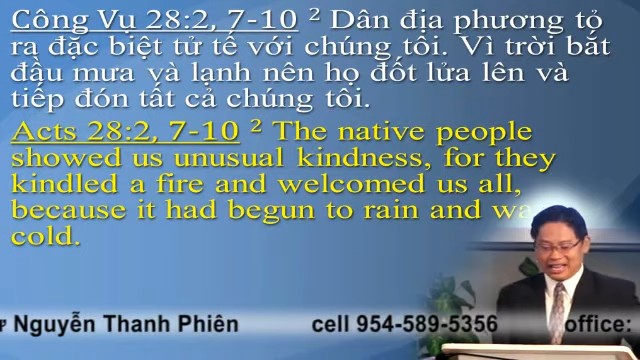 Công Vụ 28:2, 7-10 ² Dân địa phương tỏ
ra đặc biệt tử tế với chúng tôi. Vì trời bắt
đầu mưa và lạnh nên họ đốt lửa lên và
tiếp đón tất cả chúng tôi.
Acts 28:2, 7-10 ² The native people
showed us unusual kindness, for they
kindled a fire and welcomed us all,
because it had begun to rain and
cold.
Nguyễn Thanh Phiên cell 954-589-5356 office: